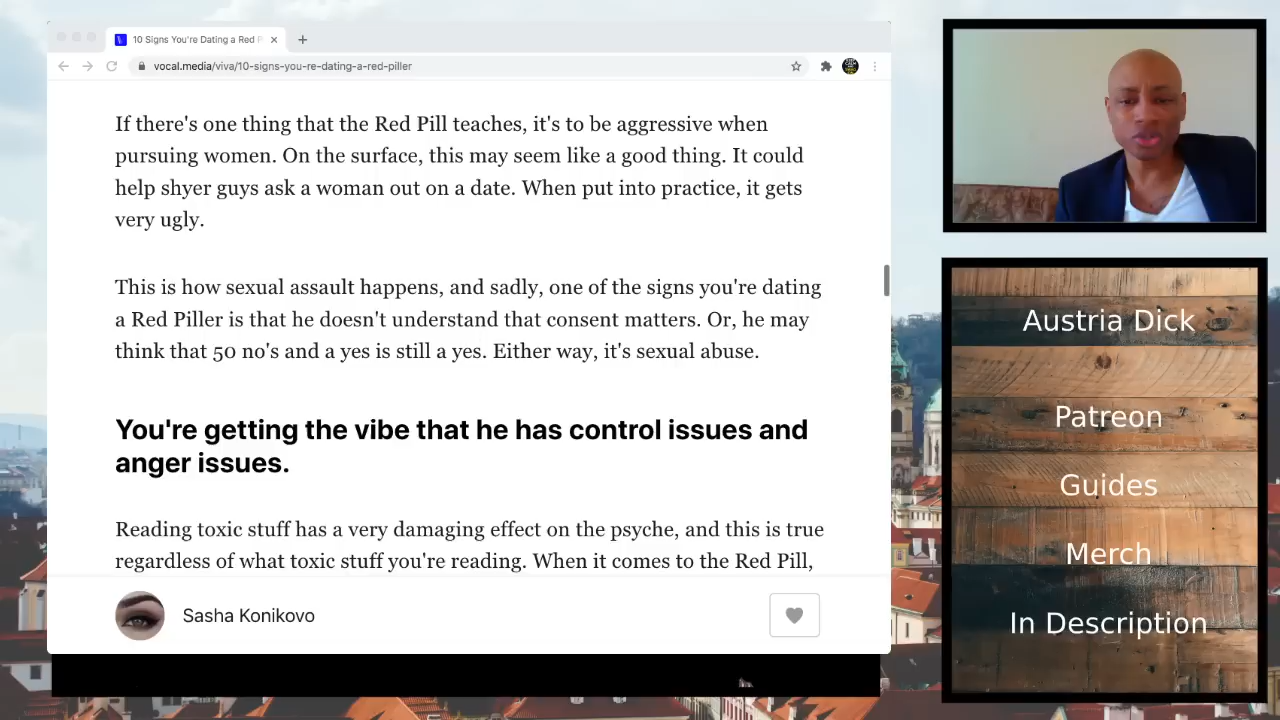 10 Signs You're Dating a Red P
vocal.media/viva/10-signs-you-re-dating-a-red-piller
If there's one thing that the Red Pill teaches, it's to be aggressive when
pursuing women. On the surface, this may seem like a good thing. It could
help shyer guys ask a woman out on a date. When put into practice, it gets
very ugly.
This is how sexual assault happens, and sadly, one of the signs you're dating
a Red Piller is that he doesn't understand that consent matters. Or, he may
think that 50 no's and a yes is still a yes. Either way, it's sexual abuse.
You're getting the vibe that he has control issues and
anger issues.
Reading toxic stuff has a very damaging effect on the psyche, and this is true
regardless of what toxic stuff you're reading. When it comes to the Red Pill,
Sasha Konikovo
Austria Dick
Patreon
Guides
Merch
In Description